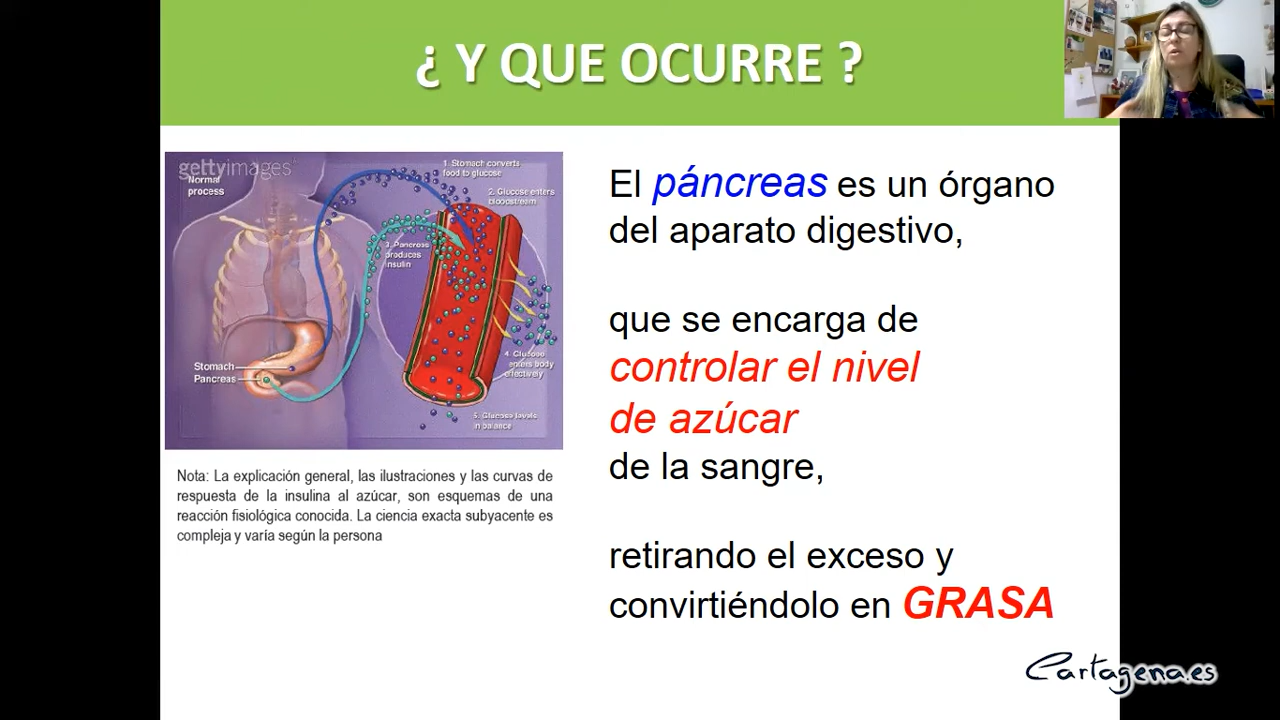 ¿ Y QUE OCURRE ?
gettyimages
Normal
process
1. Stomach converts
food to glucose
2. Glucose enters
bloodstream
3. Pancreas
produces
insulin
Stomach
Pancreas
4. Glucose
enters body
effectively
5. Glucose levels
in balance
Nota: La explicación general, las ilustraciones y las curvas de
respuesta de la insulina al azúcar, son esquemas de una
reacción fisiológica conocida. La ciencia exacta subyacente es
compleja y varía según la persona
El páncreas es un órgano
del aparato digestivo,
que se encarga de
controlar el nivel
de azúcar
de la sangre,
retirando el exceso y
convirtiéndolo en GRASA
Cartagena.es